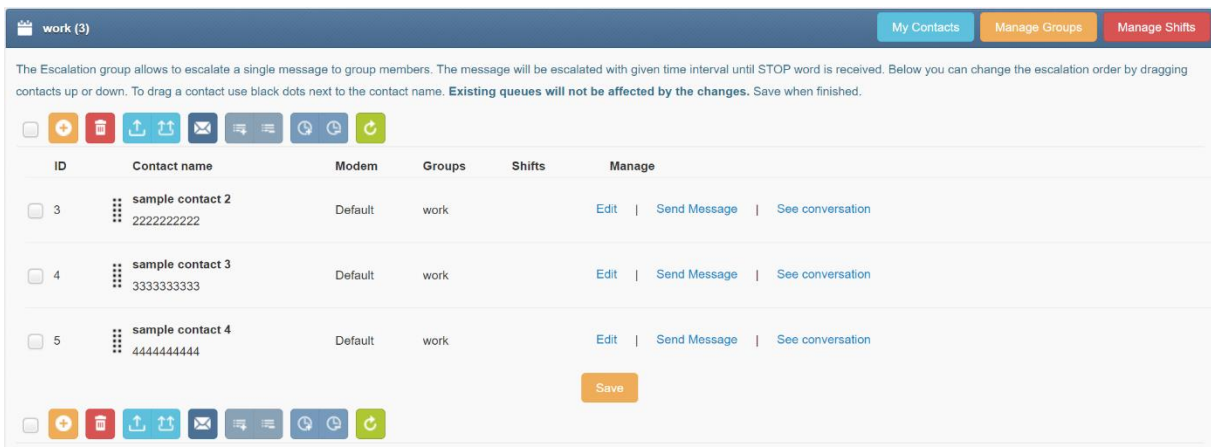 work (3)
My Contacts
Manage Groups
Manage Shifts
The Escalation group allows to escalate a single message to group members. The message will be escalated with given time interval until STOP word is received. Below you can change the escalation order by dragging
contacts up or down. To drag a contact use black dots next to the contact name. Existing queues will not be affected by the changes. Save when finished.
ID Contact name Modem Groups Shifts Manage
3 sample contact 2 Default work Edit | Send Message | See conversation
2222222222
4 sample contact 3 Default work Edit | Send Message | See conversation
3333333333
5 sample contact 4 Default work Edit | Send Message | See conversation
4444444444
Save